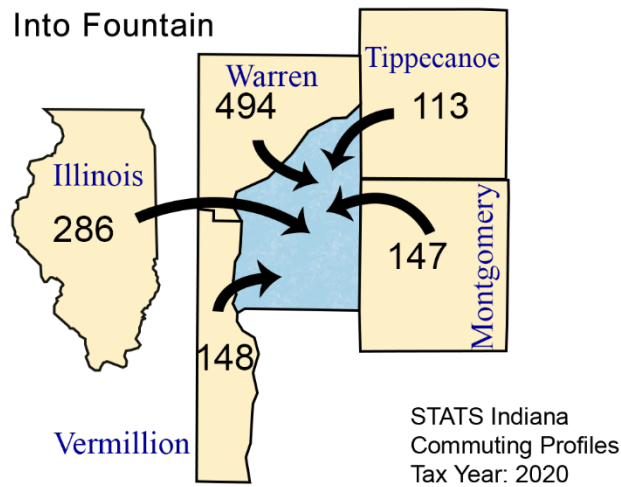 Into Fountain
Warren
494
Tippecanoe
113
Illinois
286
Montgomery
147
148
Vermillion
STATS Indiana
Commuting Profiles
Tax Year: 2020